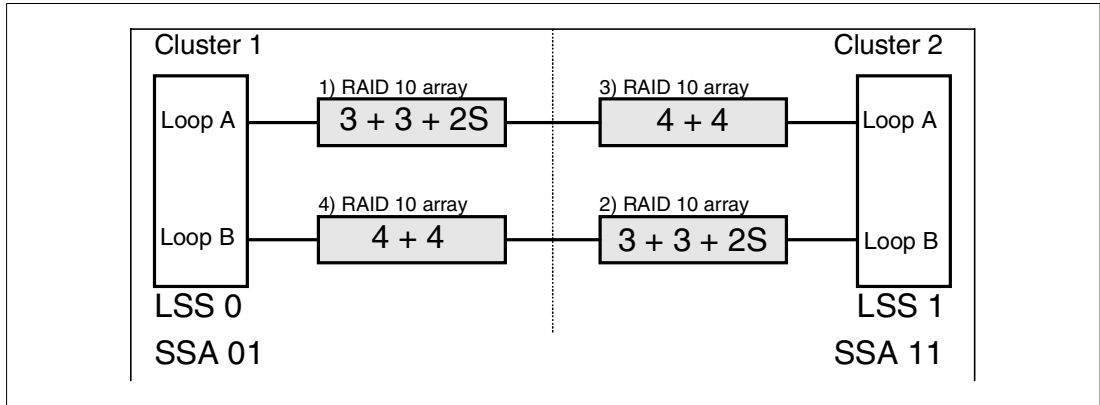 Cluster 1
Cluster 2
1) RAID 10 array
3) RAID 10 array
Loop A
3 + 3 + 2S
4 + 4
Loop A
4) RAID 10 array
2) RAID 10 array
Loop B
4 + 4
3 + 3 + 2S
Loop B
LSS 0
LSS 1
SSA 01
SSA 11